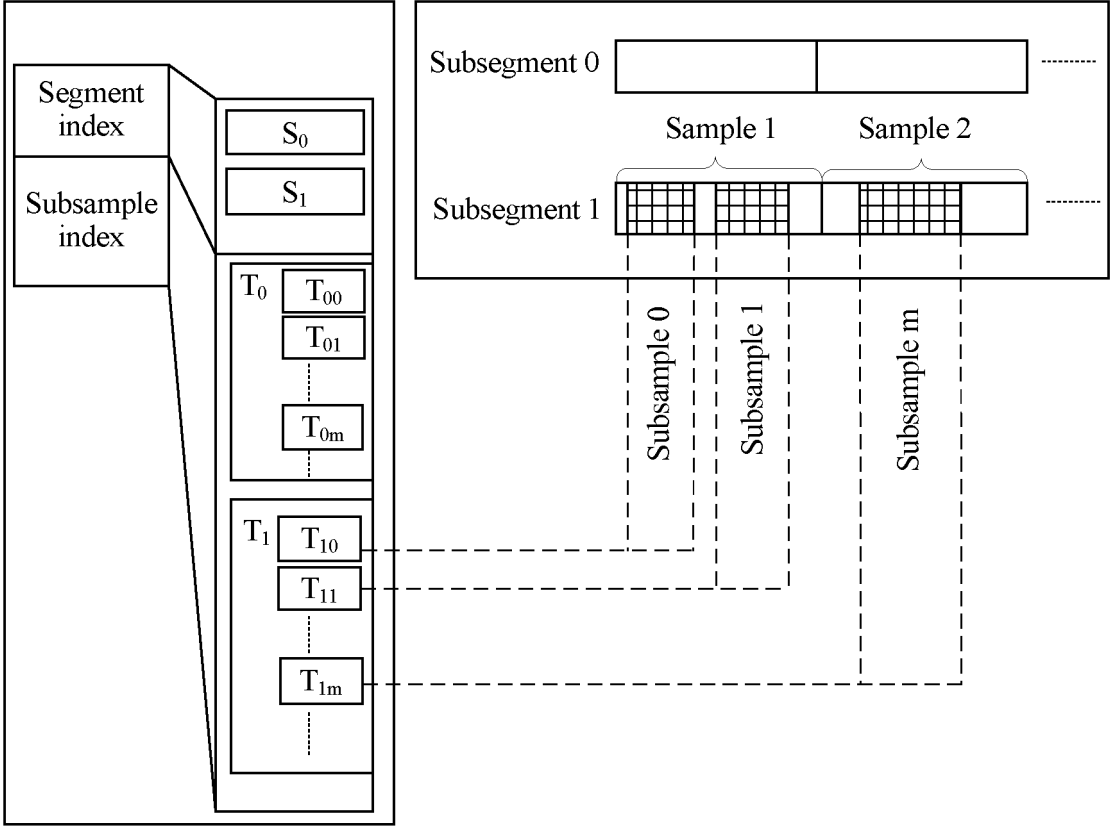 Segment
index
Subsample
index
S₀
S₁
T₀
T₀₀
T₀₁
T₀ₘ
T₁
T₁₀
T₁₁
T₁ₘ
Subsegment 0
Sample 1
Sample 2
Subsegment 1
Subsample 0
Subsample 1
Subsample m